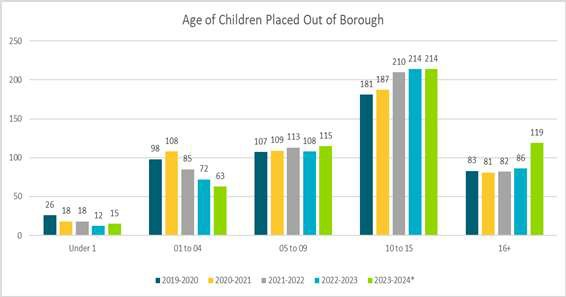 Age of Children Placed Out of Borough
250
200
150
100
50
0
26 18 18 12 15
98 108 85 72 63
107 109 113 108 115
181 187 210 214 214
83 81 82 86 119
Under 1 01 to 04 05 to 09 10 to 15 16+
2019-2020 2020-2021 2021-2022 2022-2023 2023-2024*